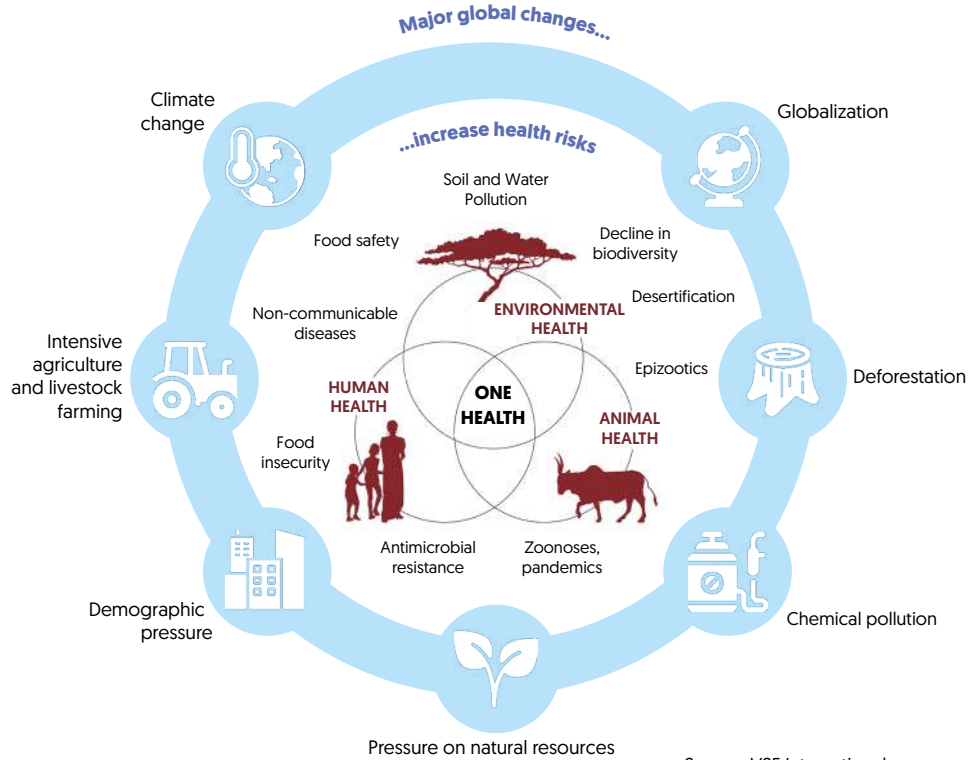 Major global changes...
Climate
change
Globalization
...increase health risks
Soil and Water
Pollution
Food safety
Decline in
biodiversity
Non-communicable
diseases
Desertification
ENVIRONMENTAL
HEALTH
Intensive
agriculture
and livestock
farming
Epizootics
Deforestation
HUMAN
HEALTH
ONE
HEALTH
ANIMAL
HEALTH
Food
insecurity
Antimicrobial
resistance
Zoonoses,
pandemics
Demographic
pressure
Chemical pollution
Pressure on natural resources